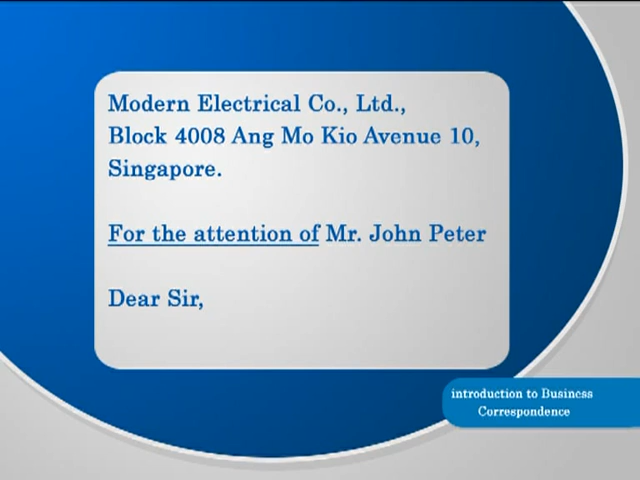 Modern Electrical Co., Ltd.,
Block 4008 Ang Mo Kio Avenue 10,
Singapore.
For the attention of Mr. John Peter
Dear Sir,
introduction to Business
Correspondence